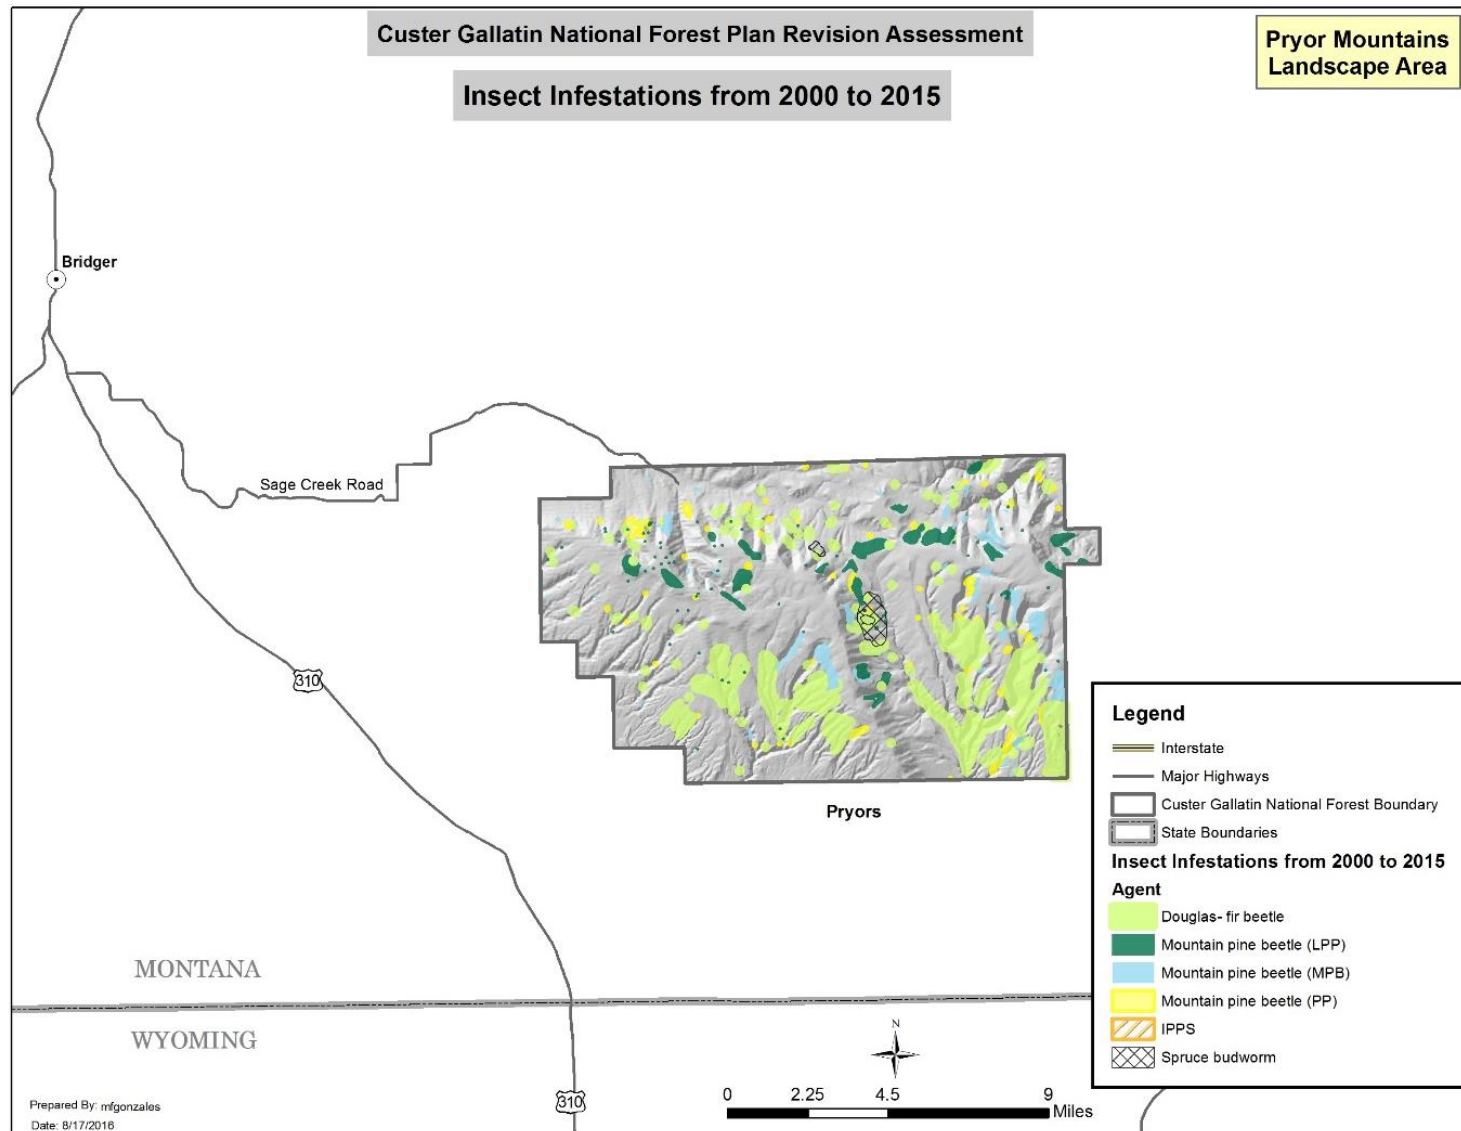 Custer Gallatin National Forest Plan Revision Assessment
Insect Infestations from 2000 to 2015
Pryor Mountains
Landscape Area
Bridger
Sage Creek Road
310
Pryors
MONTANA
WYOMING
310
N
0 2.25 4.5 9
Miles
Prepared By: mfgonzales
Date: 8/17/2016
Legend
Interstate
Major Highways
Custer Gallatin National Forest Boundary
State Boundaries
Insect Infestations from 2000 to 2015
Agent
Douglas- fir beetle
Mountain pine beetle (LPP)
Mountain pine beetle (MPB)
Mountain pine beetle (PP)
IPPS
Spruce budworm